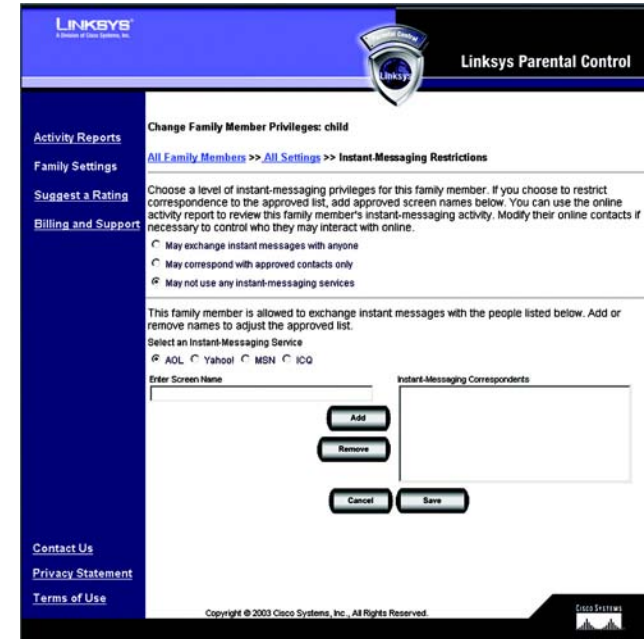 LINKSYS®
A Division of Cisco Systems, Inc.
Parental Control
Linksys
Linksys Parental Control
Activity Reports
Family Settings
Suggest a Rating
Billing and Support
Change Family Member Privileges: child
All Family Members >> All Settings >> Instant-Messaging Restrictions
Choose a level of instant-messaging privileges for this family member. If you choose to restrict
correspondence to the approved list, add approved screen names below. You can use the online
activity report to review this family member's instant-messaging activity. Modify their online contacts if
necessary to control who they may interact with online.
May exchange instant messages with anyone
May correspond with approved contacts only
May not use any instant-messaging services
This family member is allowed to exchange instant messages with the people listed below. Add or
remove names to adjust the approved list.
Select an Instant-Messaging Service
AOL Yahoo! MSN ICQ
Enter Screen Name
Instant-Messaging Correspondents
Add
Remove
Cancel Save
Contact Us
Privacy Statement
Terms of Use
Copyright © 2003 Cisco Systems, Inc., All Rights Reserved.
CISCO SYSTEMS